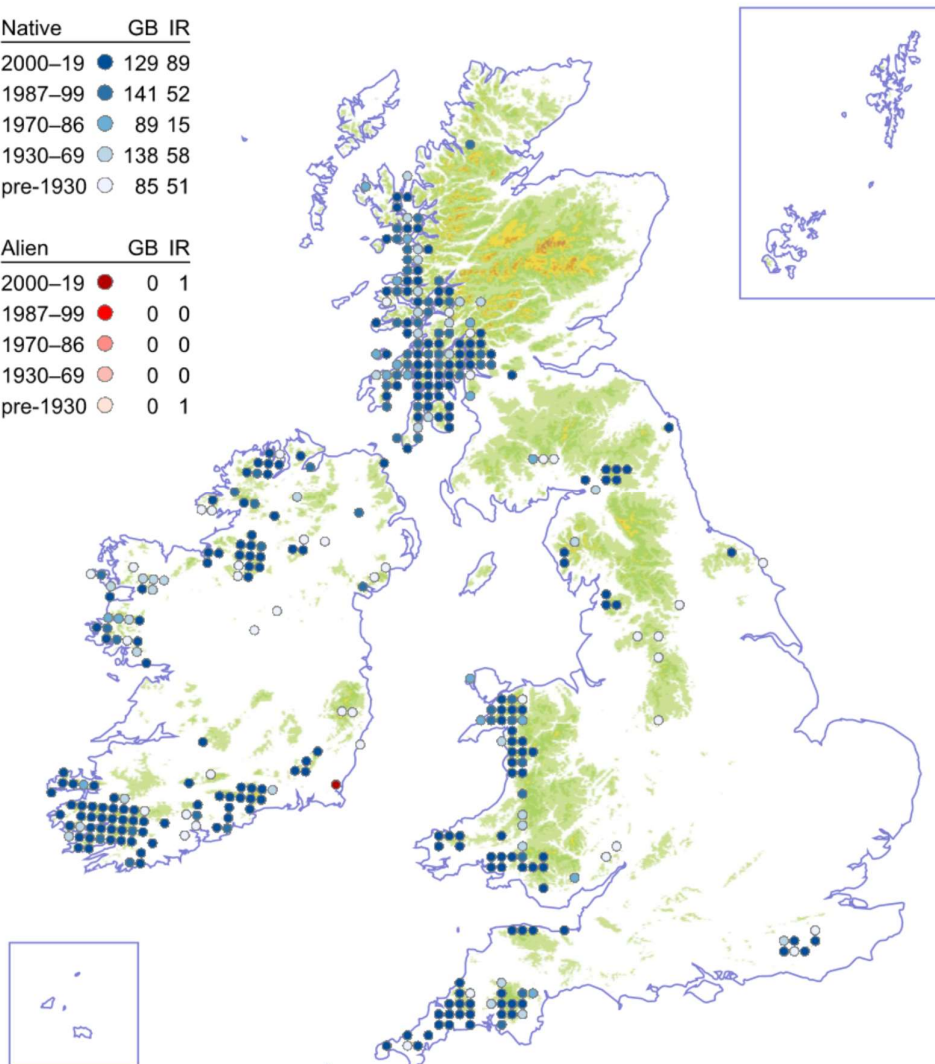 Native GB IR
2000–19 129 89
1987–99 141 52
1970–86 89 15
1930–69 138 58
pre-1930 85 51
Alien GB IR
2000–19 0 1
1987–99 0 0
1970–86 0 0
1930–69 0 0
pre-1930 0 1